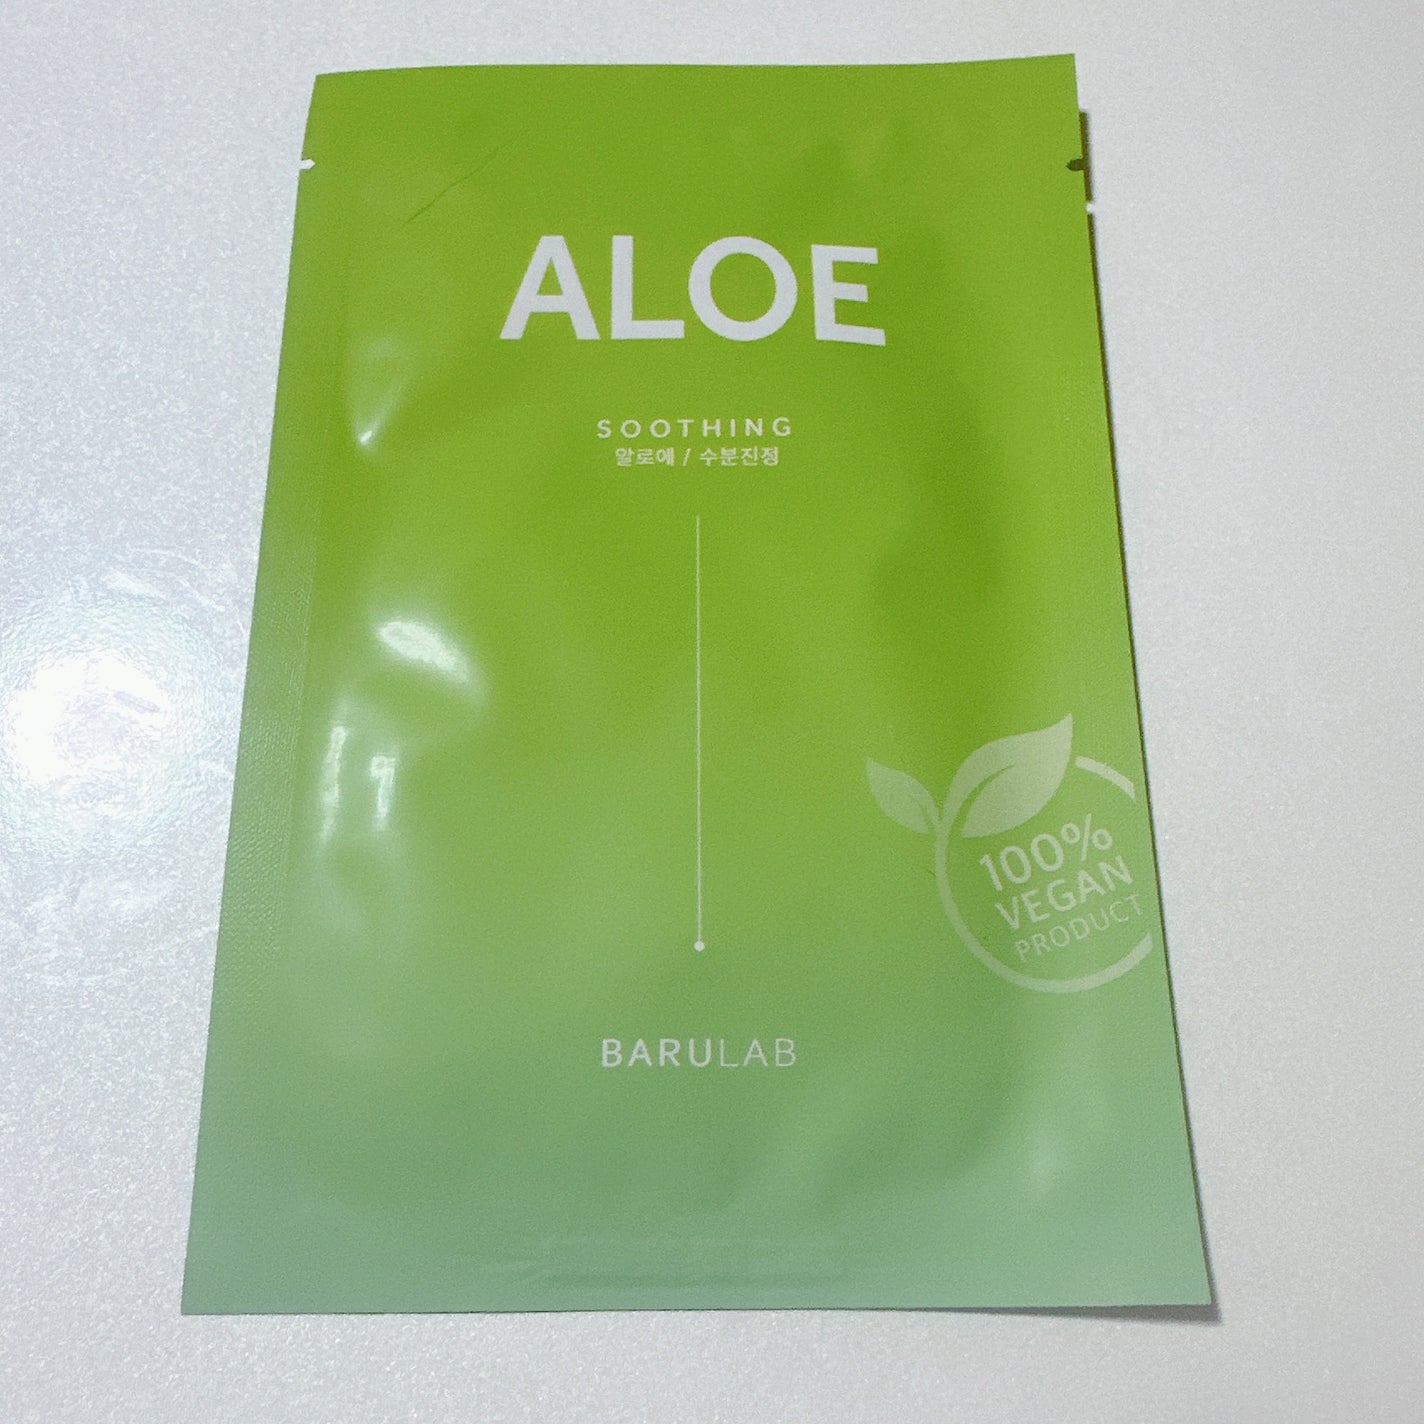 ALOE
SOOTHING
알로에 / 수분진정
100%
VEGAN
PRODUCT
BARULAB